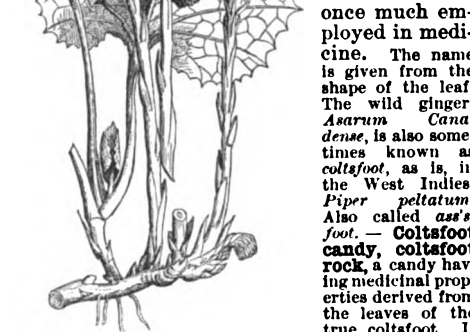 once much em-
ployed in medi-
cine. The name
is given from the
shape of the leaf
The wild ginger
Asarum Cana
dense, is also some
times known as
coltsfoot, as is, in
the West Indies
Piper peltatum
Also called ass's-
foot. — Coltsfoot
candy, coltsfoot
rock, a candy hav
ing medicinal prop
erties derived from
the leaves of the
true coltsfoot.